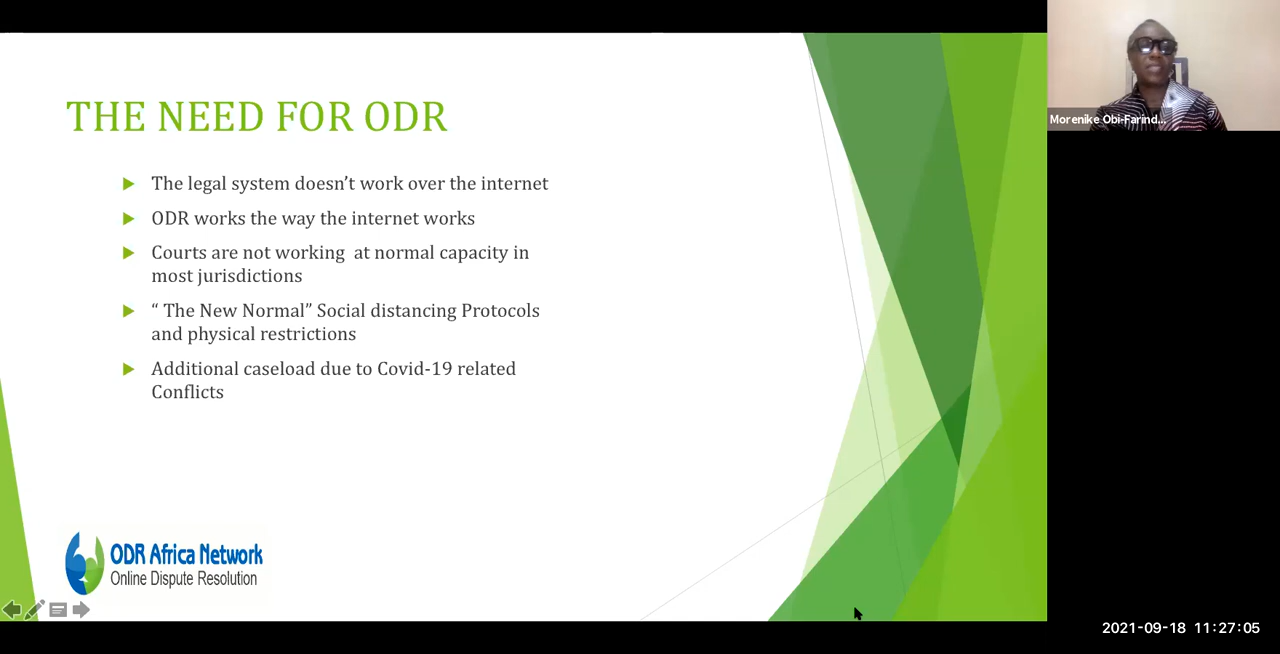 THE NEED FOR ODR
The legal system doesn’t work over the internet
ODR works the way the internet works
Courts are not working  at normal capacity in
most jurisdictions
“ The New Normal” Social distancing Protocols
and physical restrictions
Additional caseload due to Covid-19 related
Conflicts
ODR Africa Network
Online Dispute Resolution
Morenike Obi-Farind...
2021-09-18 11:27:05